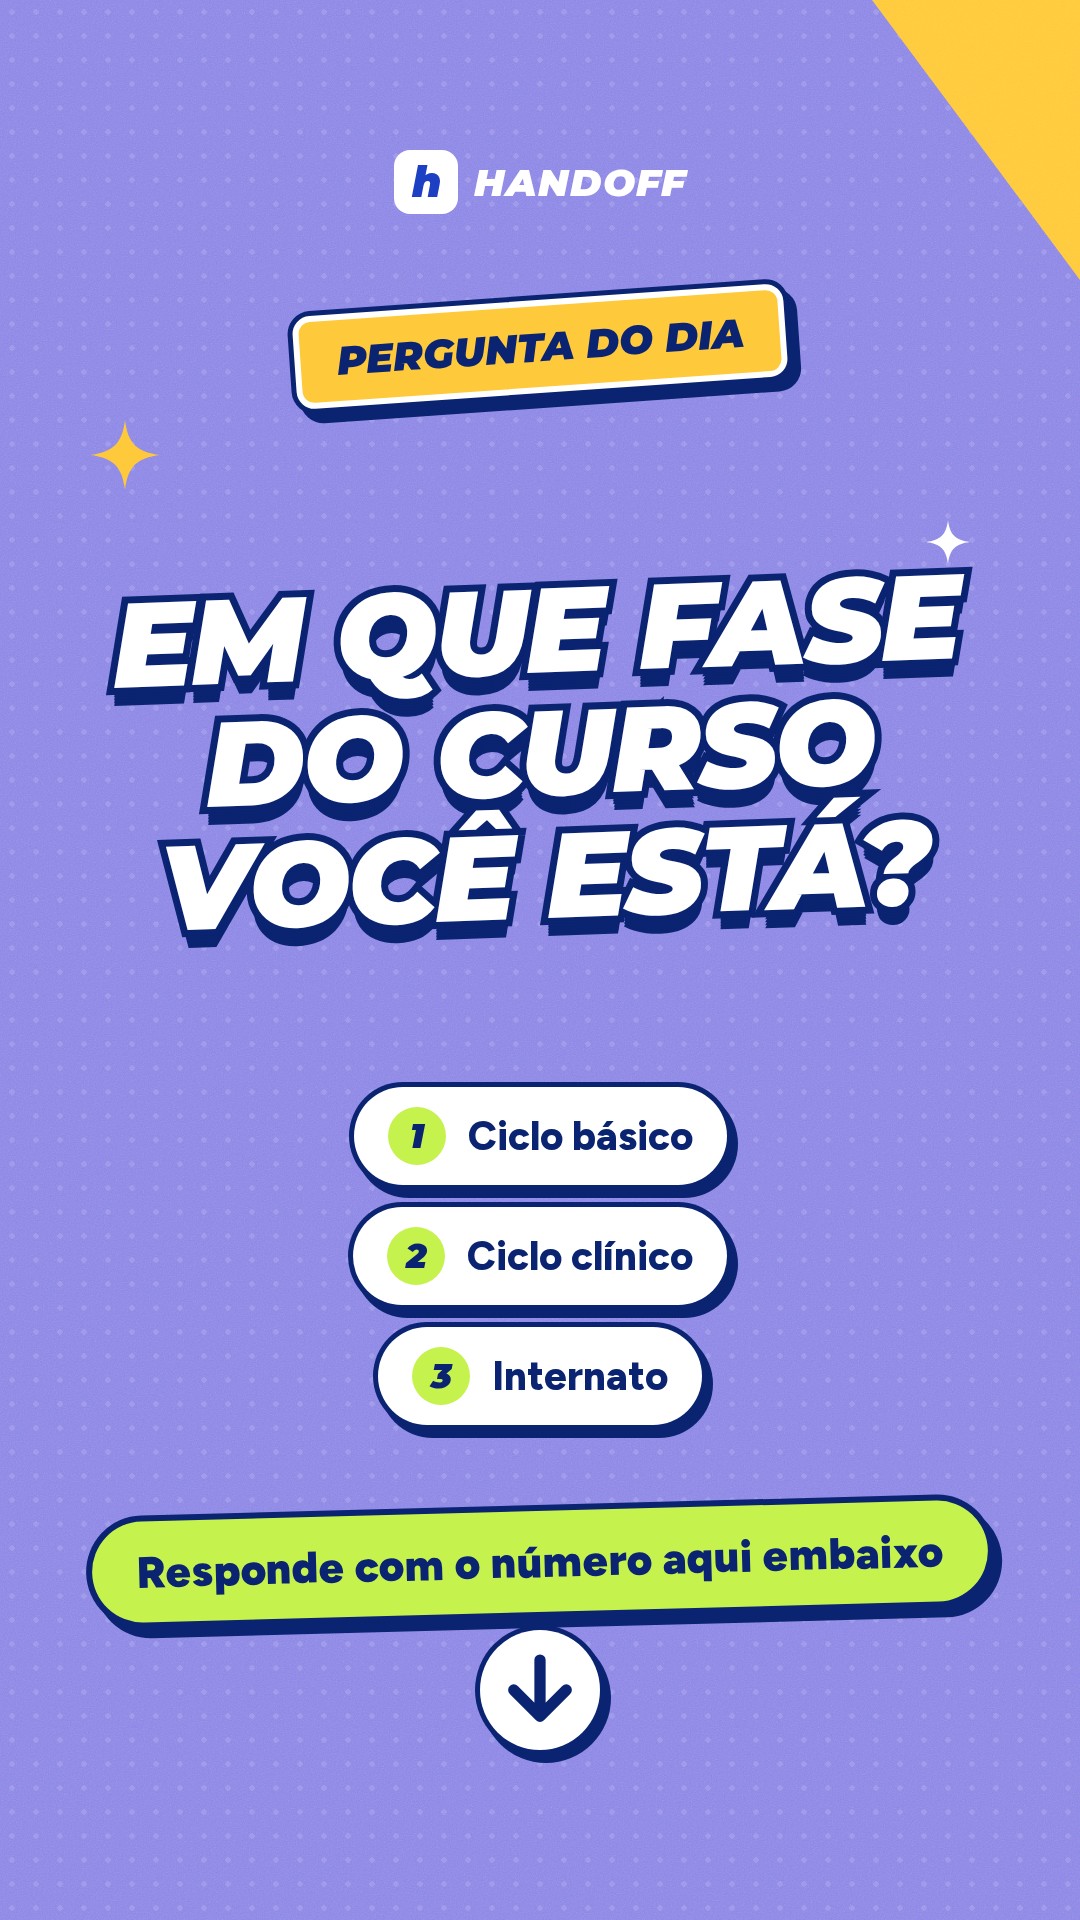 h HANDOFF
PERGUNTA DO DIA
EM QUE FASE
DO CURSO
VOCÊ ESTÁ?
1 Ciclo básico
2 Ciclo clínico
3 Internato
Responde com o número aqui embaixo